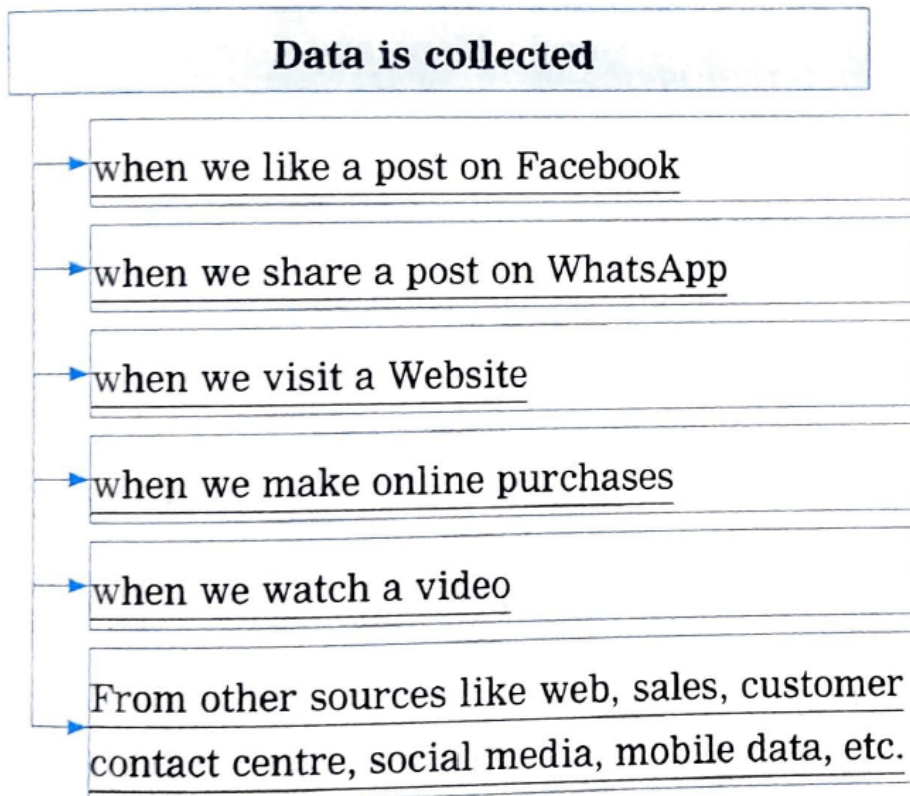 Data is collected
when we like a post on Facebook
when we share a post on WhatsApp
when we visit a Website
when we make online purchases
when we watch a video
From other sources like web, sales, customer
contact centre, social media, mobile data, etc.